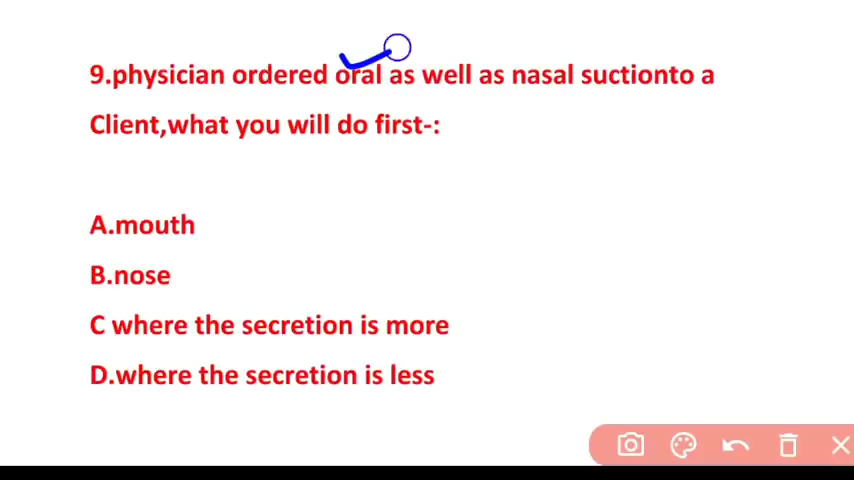 9.physician ordered oral as well as nasal suctionto a
Client,what you will do first-:
A.mouth
B.nose
C where the secretion is more
D.where the secretion is less